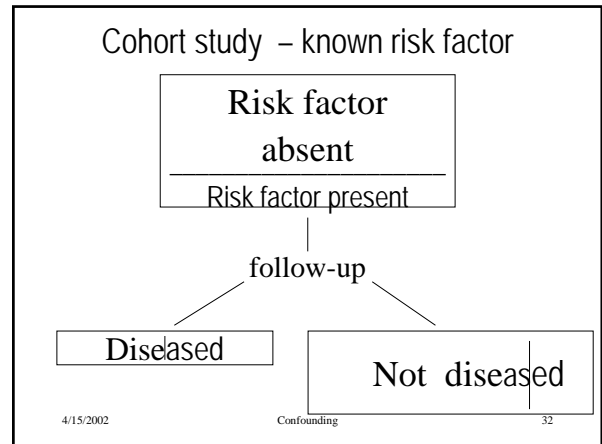 Cohort study – known risk factor
Risk factor
absent
Risk factor present
follow-up
Diseased
Not diseased
4/15/2002 Confounding 32